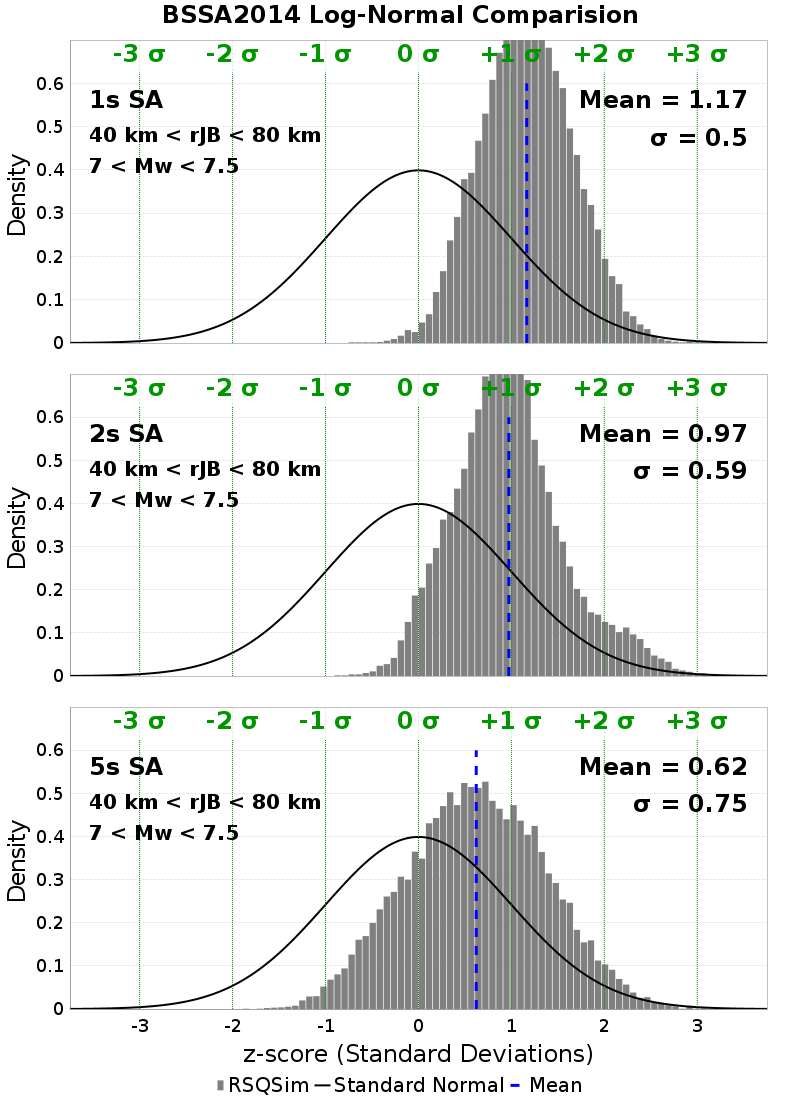 BSSA2014 Log-Normal Comparision
-3 σ -2 σ -1 σ 0 σ +1 σ +2 σ +3 σ
0.6
1s SA Mean = 1.17
0.5
40 km < rJB < 80 km σ = 0.5
0.4
7 < Mw < 7.5
0.3
0.2
0.1
0
Density
-3 σ -2 σ -1 σ 0 σ +1 σ +2 σ +3 σ
0.6
2s SA Mean = 0.97
0.5
40 km < rJB < 80 km σ = 0.59
0.4
7 < Mw < 7.5
0.3
0.2
0.1
0
Density
-3 σ -2 σ -1 σ 0 σ +1 σ +2 σ +3 σ
0.6
5s SA Mean = 0.62
0.5
40 km < rJB < 80 km σ = 0.75
0.4
7 < Mw < 7.5
0.3
0.2
0.1
0
Density
-3 -2 -1 0 1 2 3
z-score (Standard Deviations)
RSQSim Standard Normal Mean